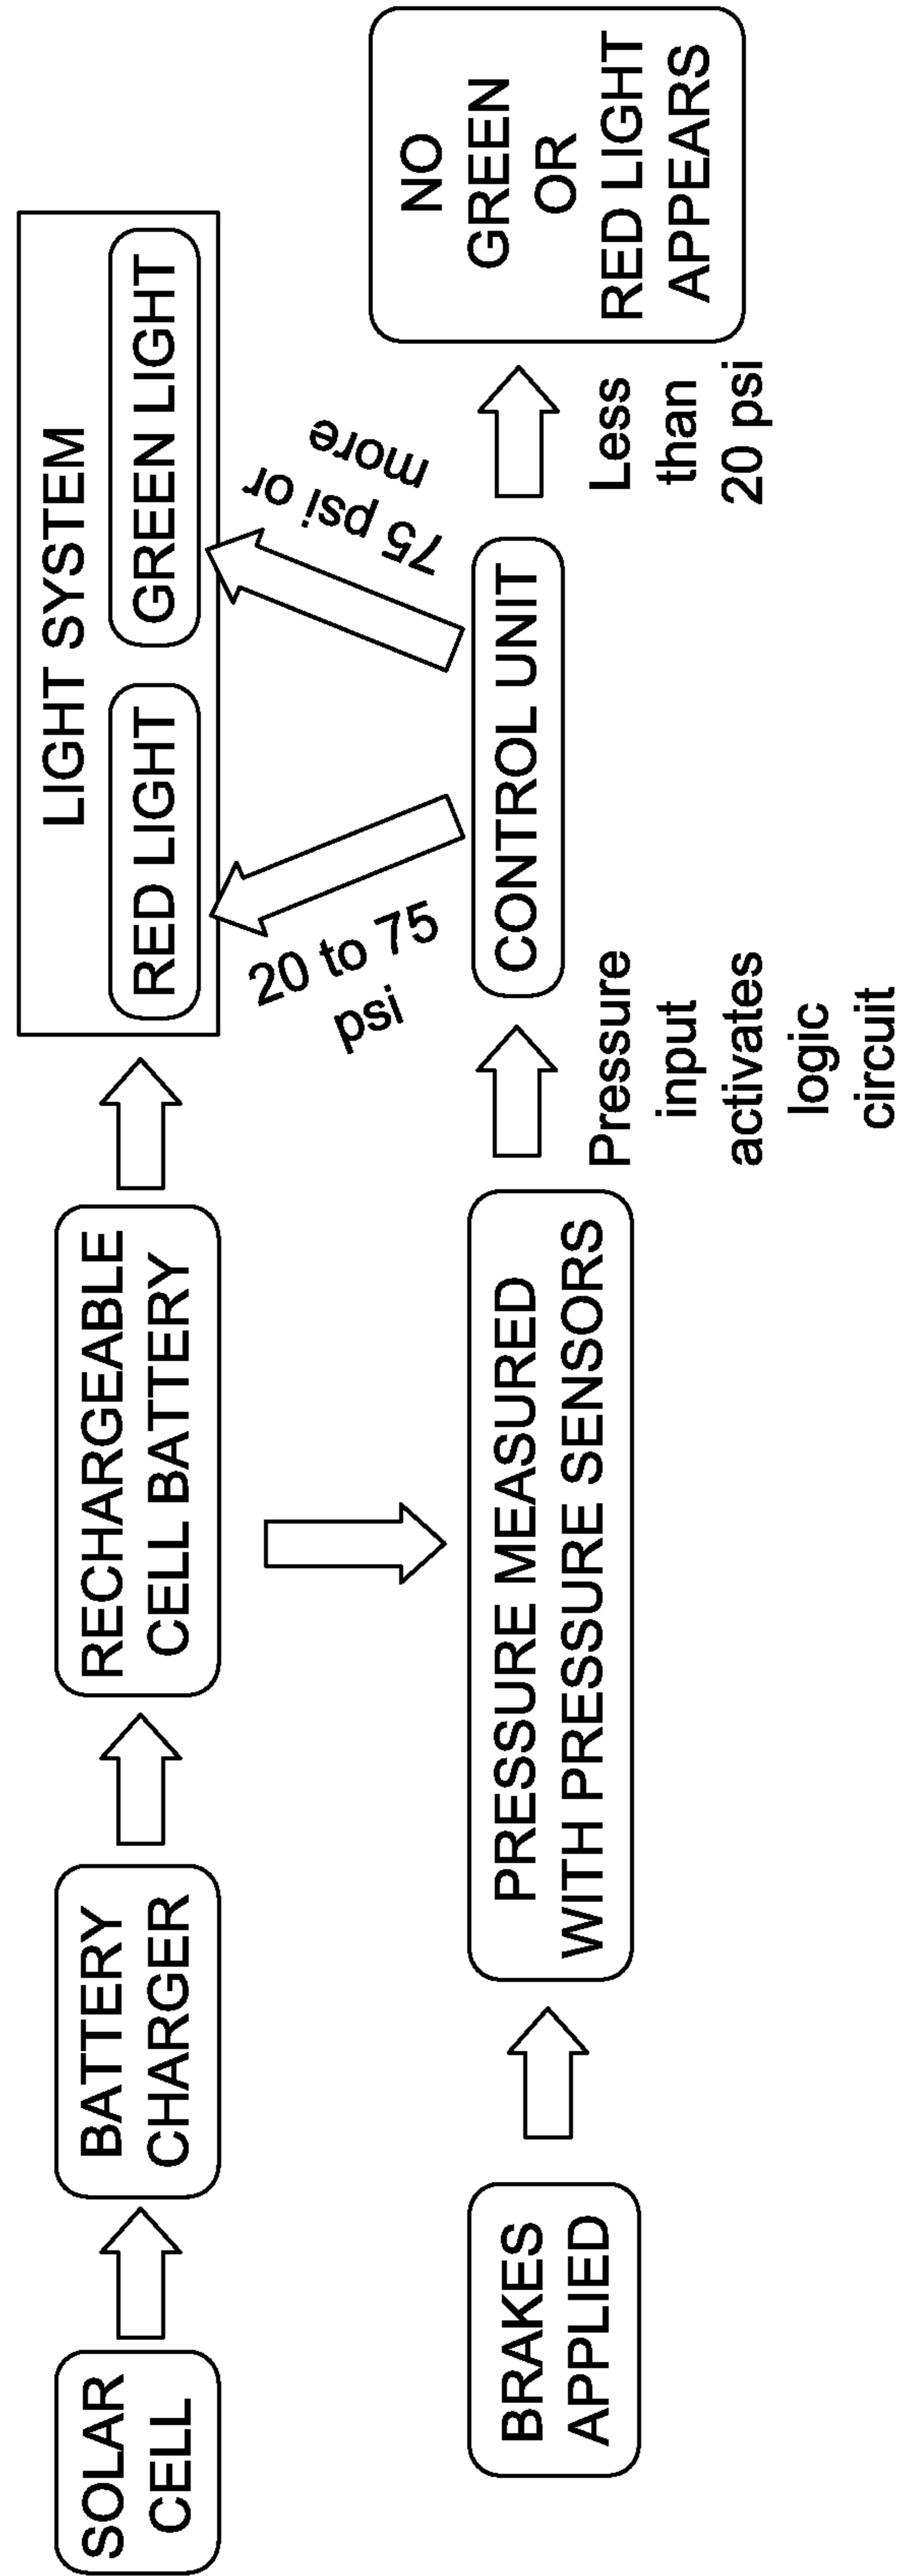 SOLAR
CELL
BATTERY
CHARGER
RECHARGEABLE
CELL BATTERY
LIGHT SYSTEM
RED LIGHT
GREEN LIGHT
20 to 75
psi
75 psi or
more
BRAKES
APPLIED
PRESSURE MEASURED
WITH PRESSURE SENSORS
Pressure
input
activates
logic
circuit
CONTROL UNIT
Less
than
20 psi
NO
GREEN
OR
RED LIGHT
APPEARS